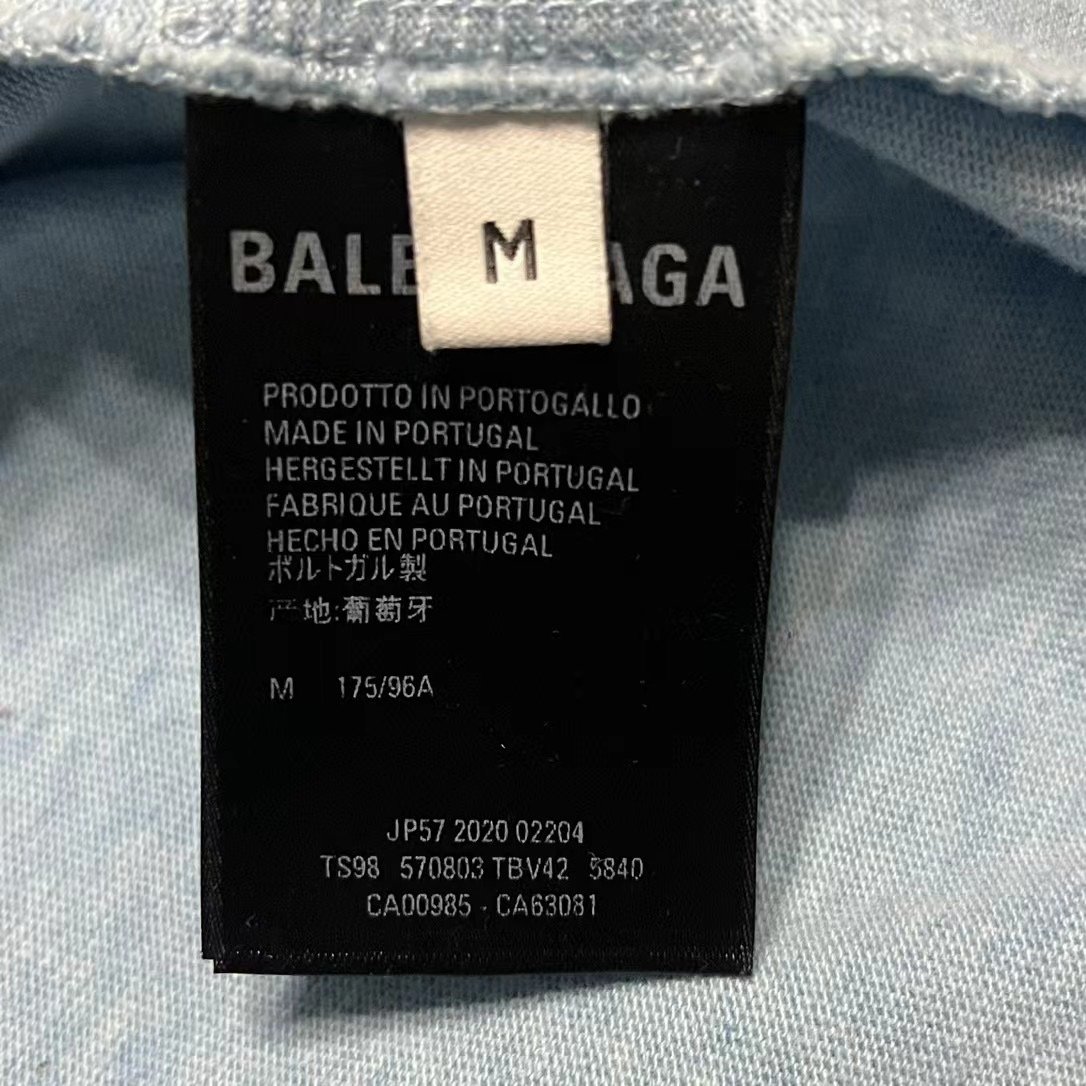 M
BALE AGA
PRODOTTO IN PORTOGALLO
MADE IN PORTUGAL
HERGESTELLT IN PORTUGAL
FABRIQUE AU PORTUGAL
HECHO EN PORTUGAL
ポルトガル製
产地:葡萄牙
M 175/96A
JP57 2020 02204
TS98 570803 TBV42 5840
CA00985 - CA63081